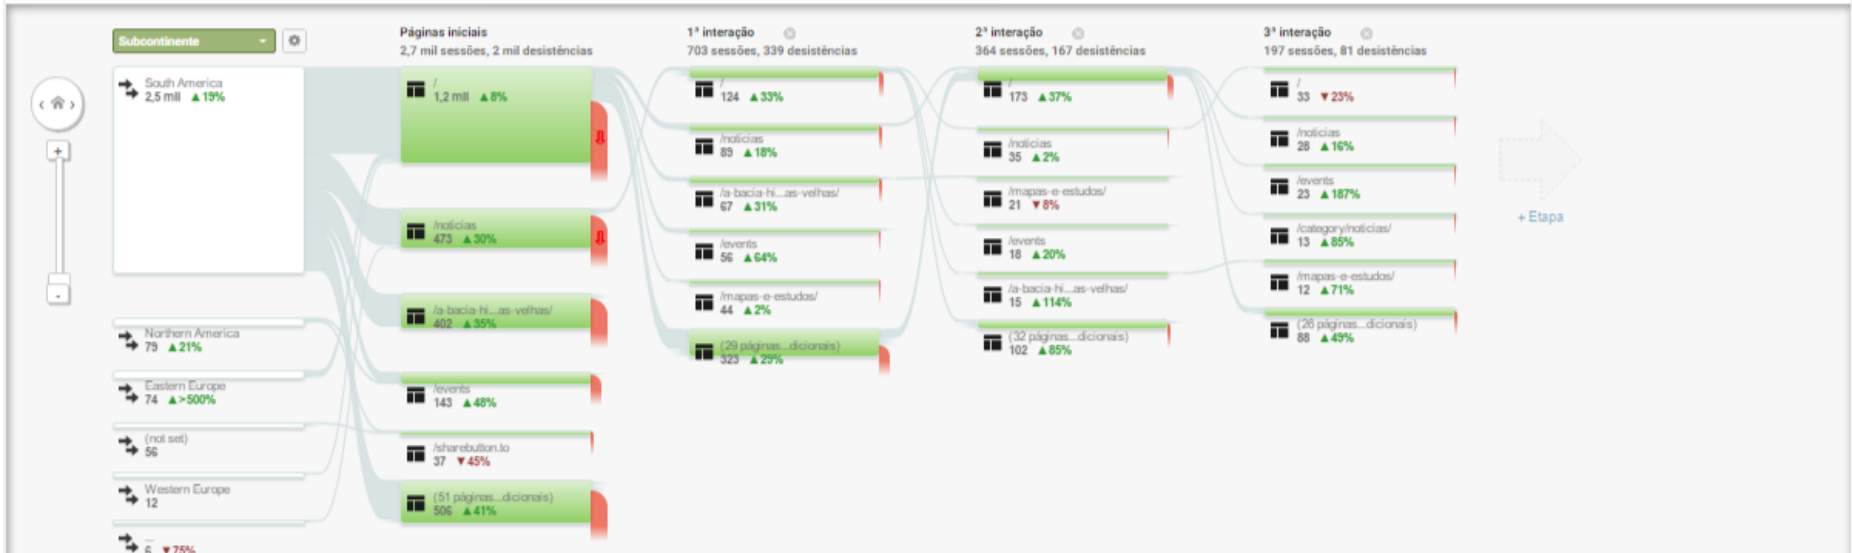 Subcontinente
South America
2,5 mil ▲19%
Northern America
79 ▲21%
Eastern Europe
74 ▲>500%
(not set)
56
Western Europe
12
...
6 ▼75%
Páginas iniciais
2,7 mil sessões, 2 mil desistências
/
1,2 mil ▲8%
/noticias
473 ▲30%
/a-bacia-hi...as-velhas/
402 ▲35%
/events
143 ▲48%
/sharebutton.to
37 ▼45%
(51 páginas...dicionais)
506 ▲41%
1ª interação
703 sessões, 339 desistências
/
124 ▲33%
/noticias
89 ▲18%
/a-bacia-hi...as-velhas/
67 ▲31%
/events
56 ▲64%
/mapas-e-estudos/
44 ▲2%
(29 páginas...dicionais)
323 ▲29%
2ª interação
364 sessões, 167 desistências
/
173 ▲37%
/noticias
35 ▲2%
/mapas-e-estudos/
21 ▼8%
/events
18 ▲20%
/a-bacia-hi...as-velhas/
15 ▲114%
(32 páginas...dicionais)
102 ▲85%
3ª interação
197 sessões, 81 desistências
/
33 ▼23%
/noticias
28 ▲16%
/events
23 ▲187%
/category/noticias/
13 ▲85%
/mapas-e-estudos/
12 ▲71%
(26 páginas...dicionais)
88 ▲49%
+ Etapa